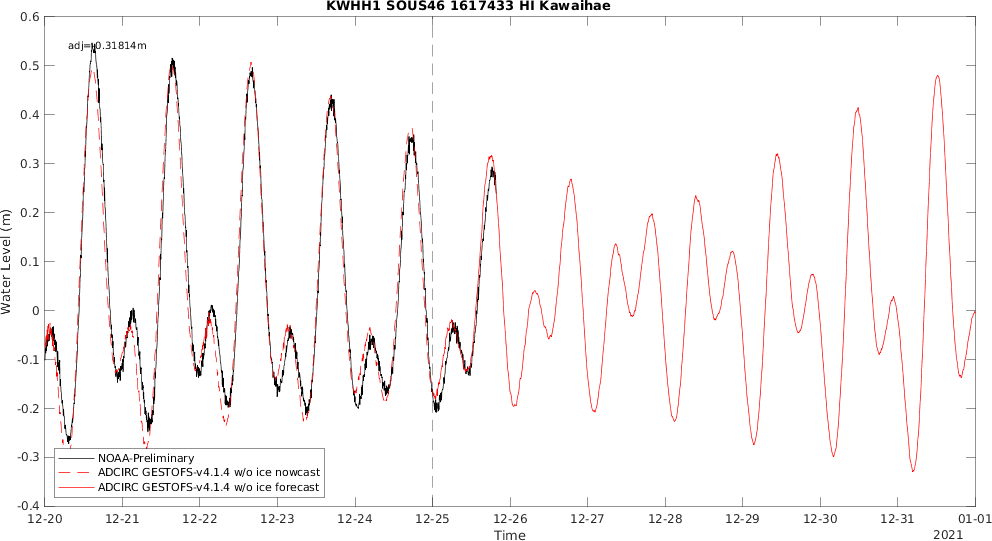 KWHH1 SOUS46 1617433 HI Kawaihae
adj=-0.31814m
Water Level (m)
0.6
0.5
0.4
0.3
0.2
0.1
0
-0.1
-0.2
-0.3
-0.4
NOAA-Preliminary
ADCIRC GESTOFS-v4.1.4 w/o ice nowcast
ADCIRC GESTOFS-v4.1.4 w/o ice forecast
12-20 12-21 12-22 12-23 12-24 12-25 12-26 12-27 12-28 12-29 12-30 12-31 01-01
Time
2021